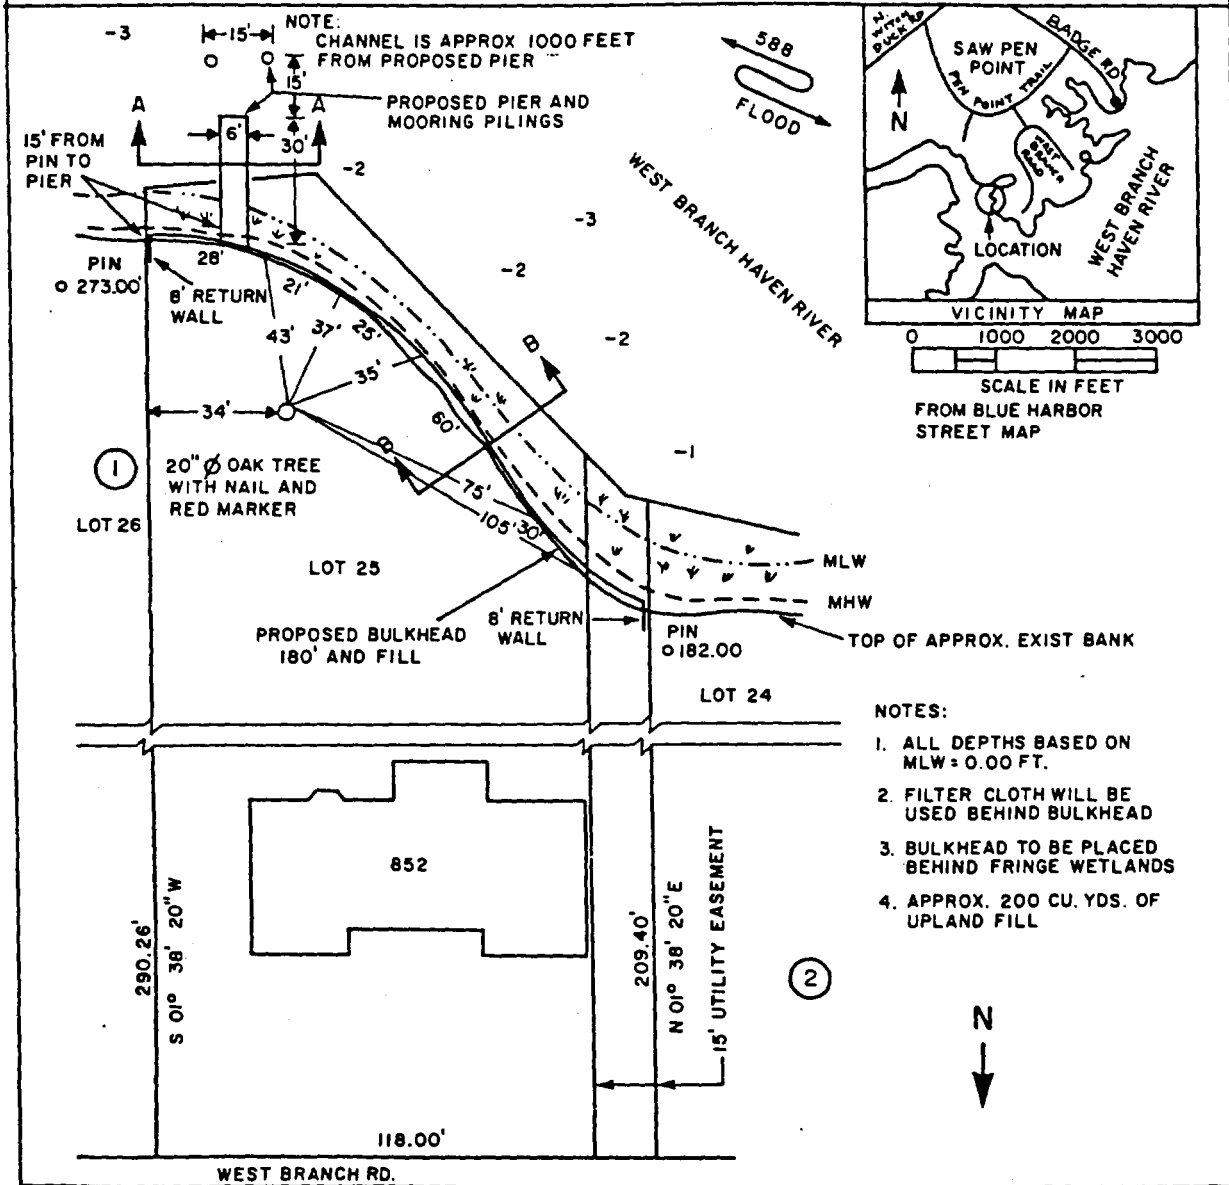 -3
15'
NOTE:
CHANNEL IS APPROX 1000 FEET
FROM PROPOSED PIER
15'
A
A
PROPOSED PIER AND
MOORING PILINGS
6'
30'
15' FROM
PIN TO
PIER
-2
-3
-2
-2
-1
588
FLOOD
WEST BRANCH HAVEN RIVER
N WITCH
DUCK RD
BADGE RD
SAW PEN
POINT
PEN POINT TRAIL
N
WEST
BRANCH
ROAD
WEST BRANCH
HAVEN RIVER
LOCATION
VICINITY MAP
0 1000 2000 3000
SCALE IN FEET
FROM BLUE HARBOR
STREET MAP
PIN
273.00'
28'
8' RETURN
WALL
21'
43'
37'
25'
35'
34'
60'
B
B
1
20" Ø OAK TREE
WITH NAIL AND
RED MARKER
75'
105'
30'
LOT 26
LOT 25
MLW
MHW
PROPOSED BULKHEAD
180' AND FILL
8' RETURN
WALL
PIN
182.00
TOP OF APPROX. EXIST BANK
LOT 24
NOTES:
1. ALL DEPTHS BASED ON
MLW = 0.00 FT.
2. FILTER CLOTH WILL BE
USED BEHIND BULKHEAD
3. BULKHEAD TO BE PLACED
BEHIND FRINGE WETLANDS
4. APPROX. 200 CU. YDS. OF
UPLAND FILL
852
290.26'
S 01° 38' 20" W
209.40'
N 01° 38' 20" E
15' UTILITY EASEMENT
2
N
118.00'
WEST BRANCH RD.